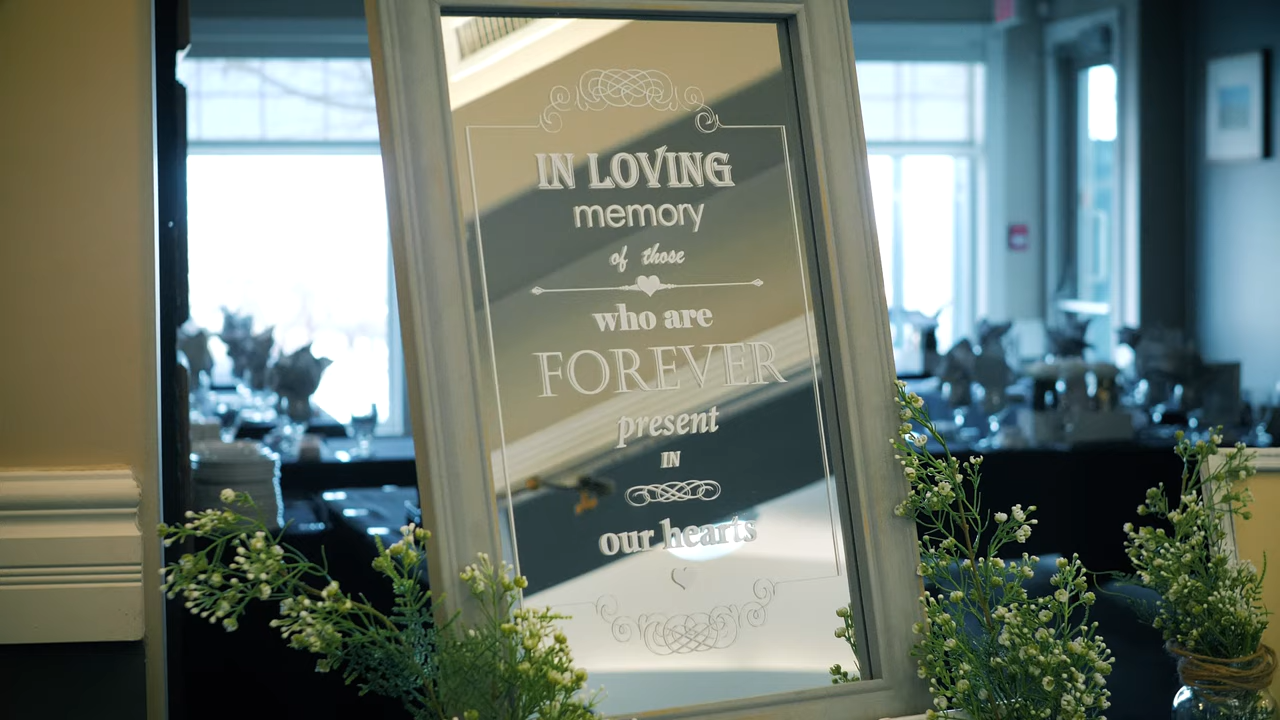 IN LOVING
memory
of those
who are
FOREVER
present
IN
our hearts